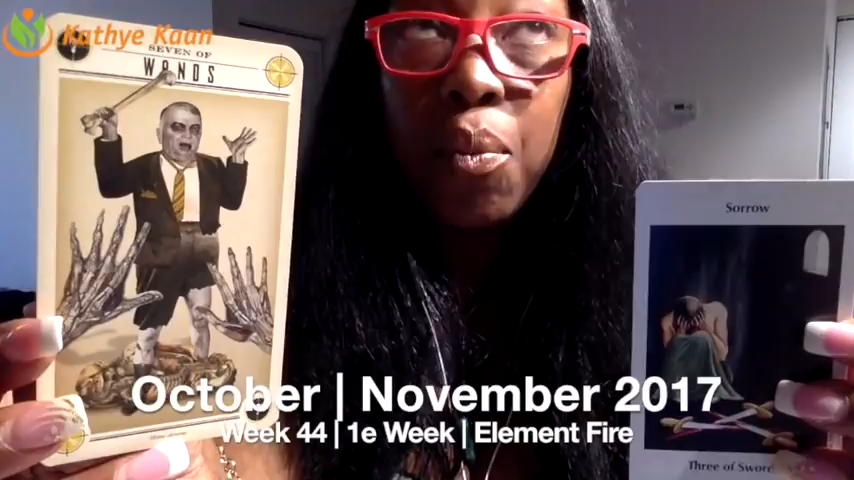 Kathye Kaan
SEVEN OF
WANDS
Sorrow
October | November 2017
Week 44 | 1e Week | Element Fire
Three of Swords